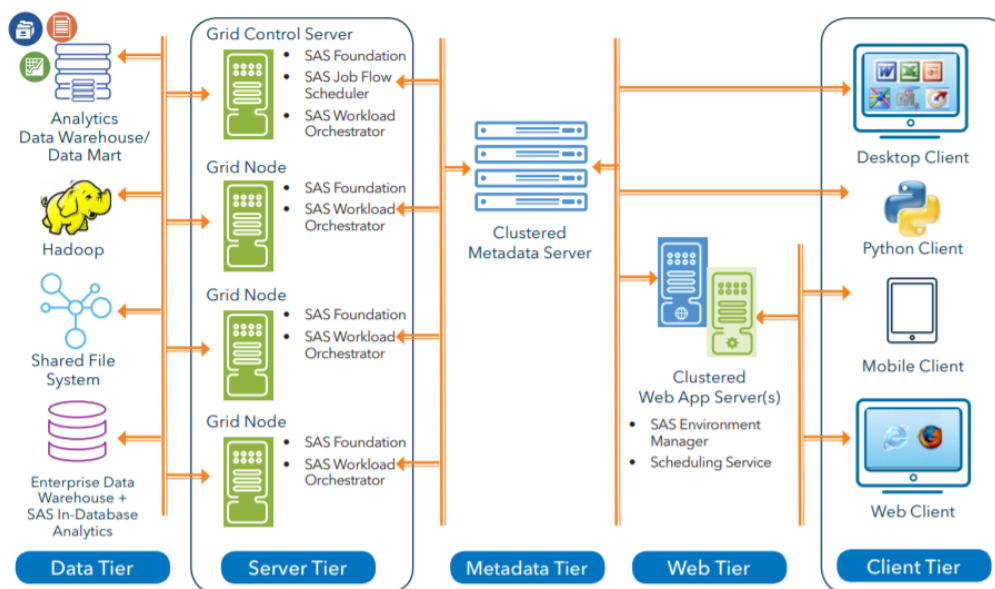 Analytics
Data Warehouse/
Data Mart
Hadoop
Shared File
System
Enterprise Data
Warehouse +
SAS In-Database
Analytics
Data Tier
Grid Control Server
• SAS Foundation
• SAS Job Flow
Scheduler
• SAS Workload
Orchestrator
Grid Node
• SAS Foundation
• SAS Workload
Orchestrator
Grid Node
• SAS Foundation
• SAS Workload
Orchestrator
Grid Node
• SAS Foundation
• SAS Workload
Orchestrator
Server Tier
Clustered
Metadata Server
Metadata Tier
Clustered
Web App Server(s)
• SAS Environment
Manager
• Scheduling Service
Web Tier
Desktop Client
Python Client
Mobile Client
Web Client
Client Tier